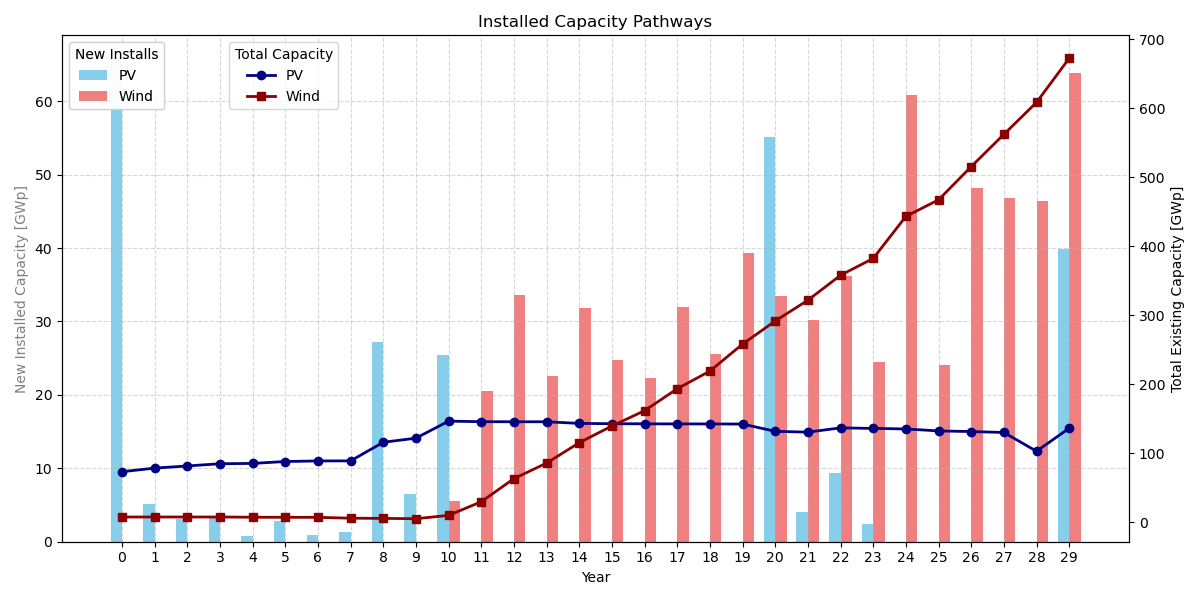 Installed Capacity Pathways
New Installs
PV
Wind
Total Capacity
PV
Wind
New Installed Capacity [GWp]
60
50
40
30
20
10
0
Total Existing Capacity [GWp]
700
600
500
400
300
200
100
0
0 1 2 3 4 5 6 7 8 9 10 11 12 13 14 15 16 17 18 19 20 21 22 23 24 25 26 27 28 29
Year